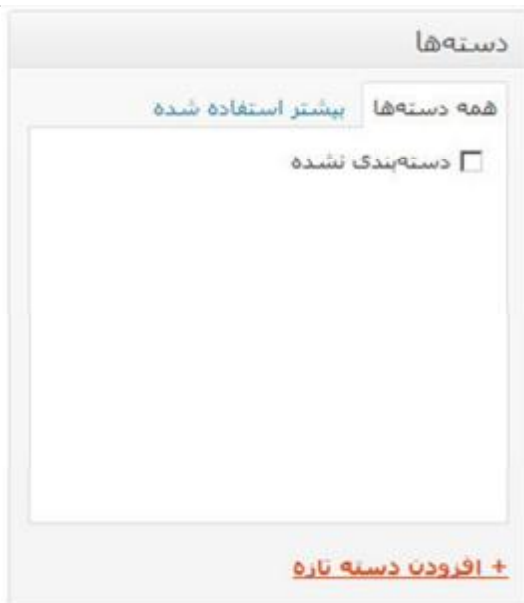 دسته‌ها
همه دسته‌ها بیشتر استفاده شده
دسته‌بندی نشده
+ افزودن دسته تازه